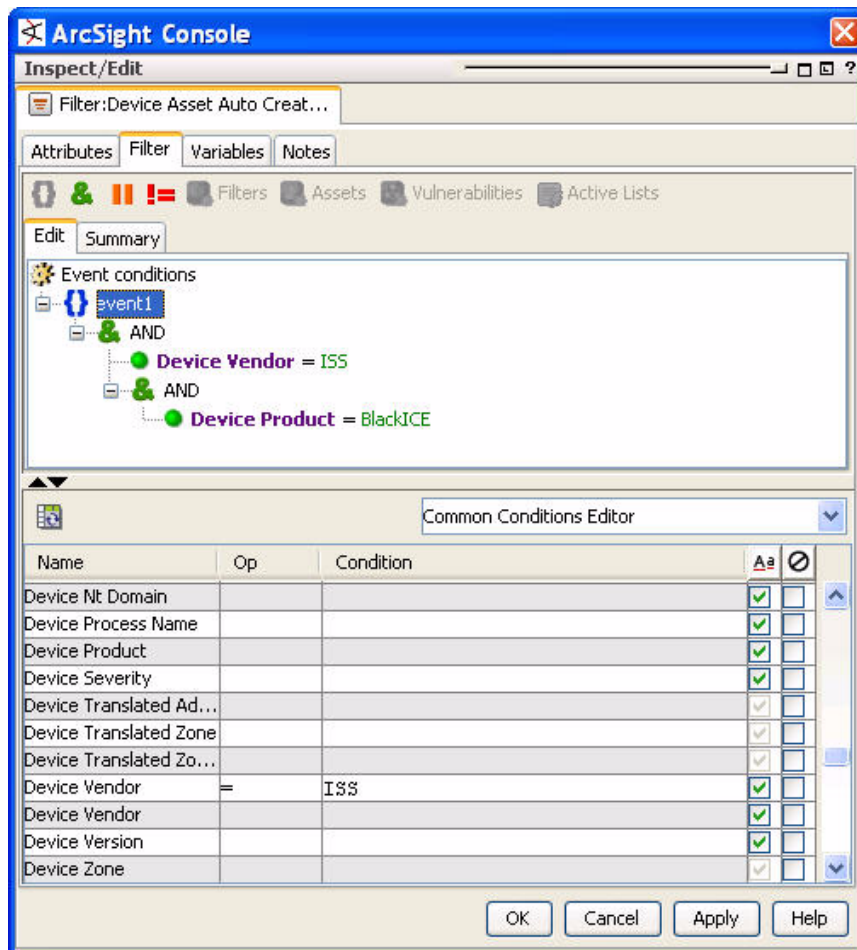 ArcSight Console
Inspect/Edit
?
Filter:Device Asset Auto Creat...
Attributes Filter Variables Notes
{} & || != Filters Assets Vulnerabilities Active Lists
Edit Summary
Event conditions
{} event1
& AND
Device Vendor = ISS
& AND
Device Product = BlackICE
Common Conditions Editor
Name Op Condition Aa
Device Nt Domain
Device Process Name
Device Product
Device Severity
Device Translated Ad...
Device Translated Zone
Device Translated Zo...
Device Vendor = ISS
Device Vendor
Device Version
Device Zone
OK Cancel Apply Help